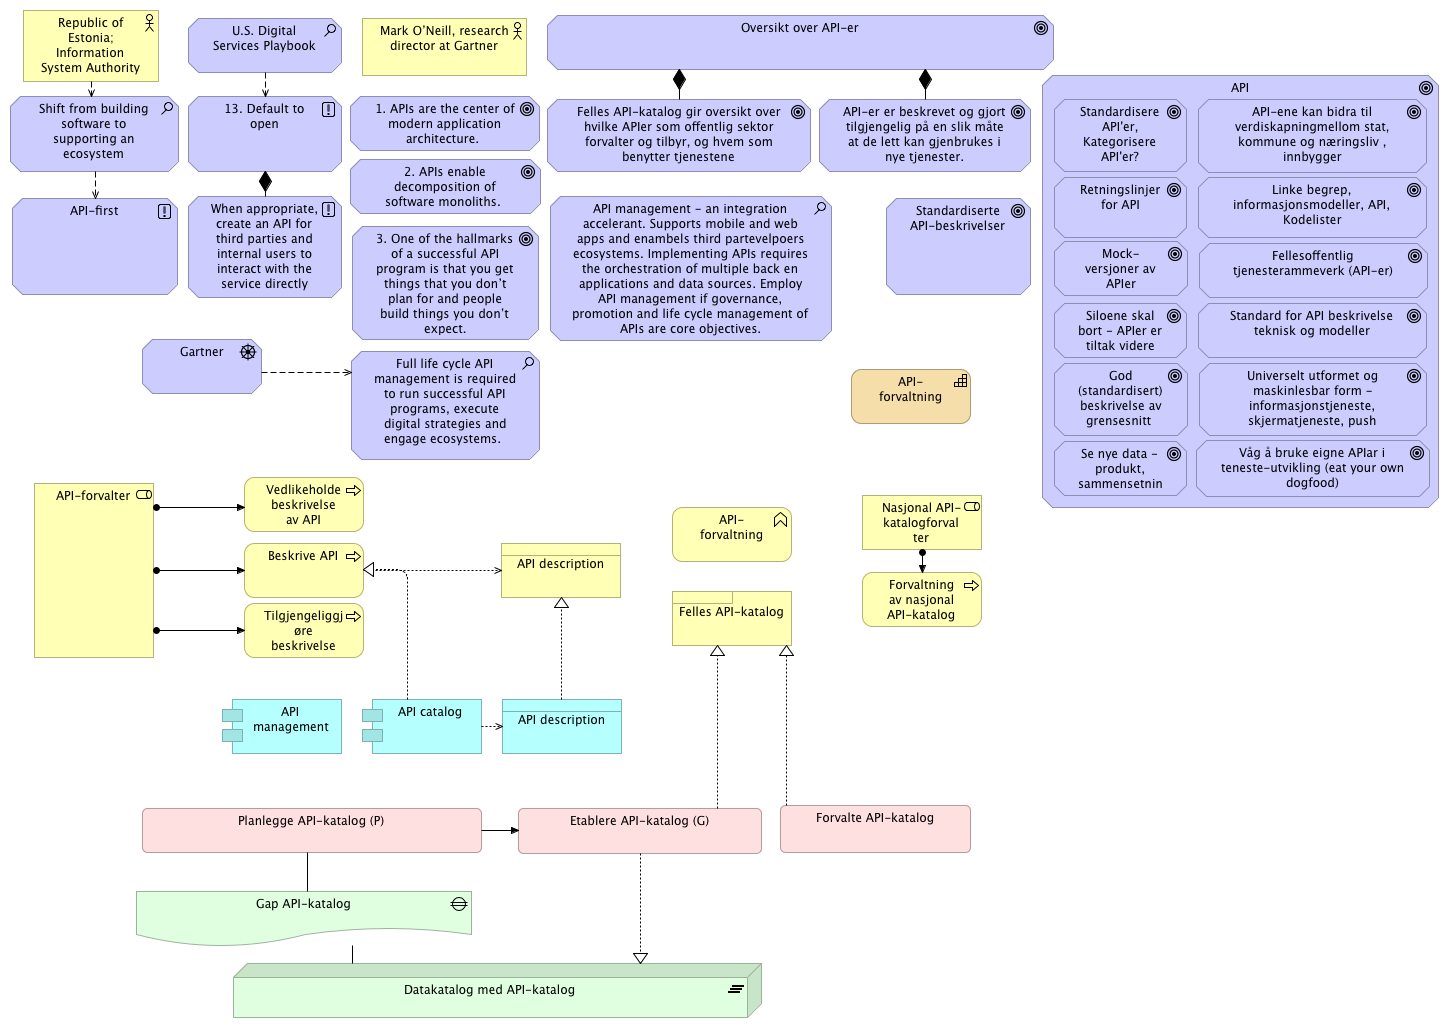 Republic of
Estonia;
Information
System Authority
U.S. Digital
Services Playbook
Mark O'Neill, research
director at Gartner
Oversikt over API-er
Shift from building
software to
supporting an
ecosystem
13. Default to
open
1. APIs are the center of
modern application
architecture.
Felles API-katalog gir oversikt over
hvilke APIer som offentlig sektor
forvalter og tilbyr, og hvem som
benytter tjenestene
API-er er beskrevet og gjort
tilgjengelig på en slik måte
at de lett kan gjenbrukes i
nye tjenester.
2. APIs enable
decomposition of
software monoliths.
API-first
When appropriate,
create an API for
third parties and
internal users to
interact with the
service directly
3. One of the hallmarks
of a successful API
program is that you get
things that you don't
plan for and people
build things you don't
expect.
API management - an integration
accelerant. Supports mobile and web
apps and enambels third partevelpoers
ecosystems. Implementing APIs requires
the orchestration of multiple back en
applications and data sources. Employ
API management if governance,
promotion and life cycle management of
APIs are core objectives.
Standardiserte
API-beskrivelser
API
Standardisere
API'er,
Kategorisere
API'er?
API-ene kan bidra til
verdiskapningmellom stat,
kommune og næringsliv ,
innbygger
Retningslinjer
for API
Linke begrep,
informasjonsmodeller, API,
Kodelister
Mock-
versjoner av
APIer
Fellesoffentlig
tjenesterammeverk (API-er)
Siloene skal
bort - APIer er
tiltak videre
Standard for API beskrivelse
teknisk og modeller
God
(standardisert)
beskrivelse av
grensesnitt
Universelt utformet og
maskinlesbar form -
informasjonstjeneste,
skjermatjeneste, push
Se nye data -
produkt,
sammensetnin
Våg å bruke eigne APIar i
teneste-utvikling (eat your own
dogfood)
Gartner
Full life cycle API
management is required
to run successful API
programs, execute
digital strategies and
engage ecosystems.
API-
forvaltning
API-forvalter
Vedlikeholde
beskrivelse
av API
Beskrive API
Tilgjengeliggj
øre
beskrivelse
API description
API-
forvaltning
Felles API-katalog
Nasjonal API-
katalogforval
ter
Forvaltning
av nasjonal
API-katalog
API
management
API catalog
API description
Planlegge API-katalog (P)
Etablere API-katalog (G)
Forvalte API-katalog
Gap API-katalog
Datakatalog med API-katalog